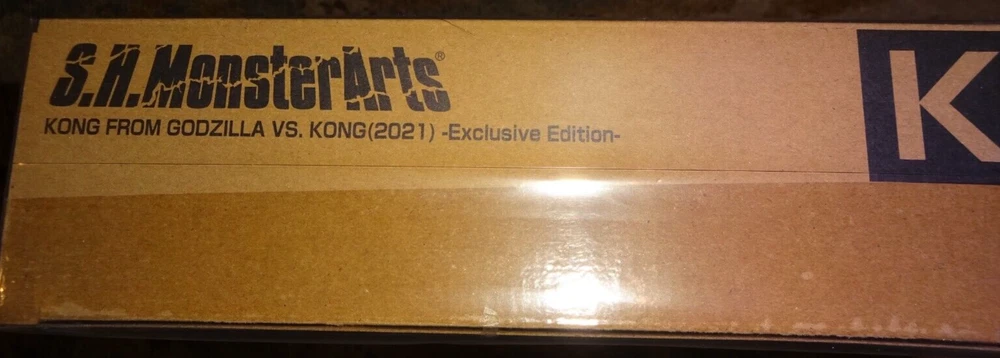 S.H.MonsterArts®
KONG FROM GODZILLA VS. KONG(2021) -Exclusive Edition-
K